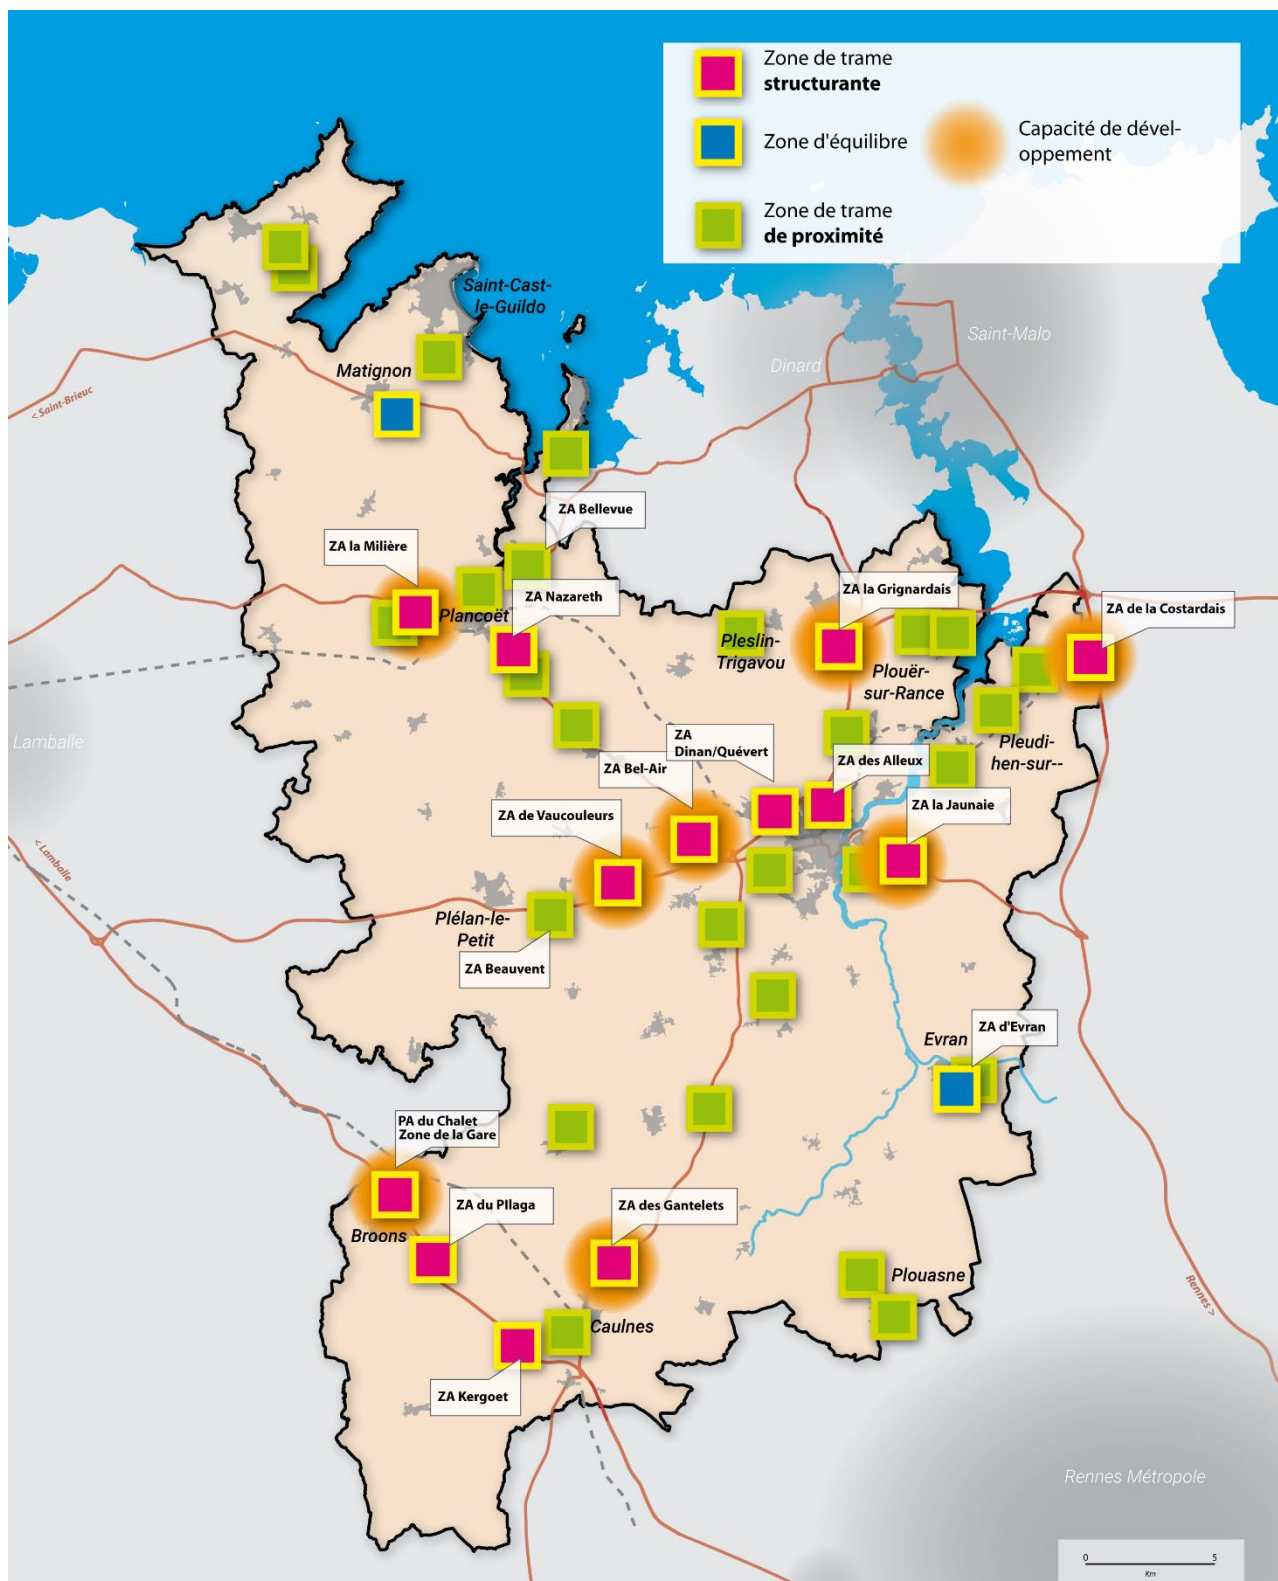 Zone de trame
structurante
Zone d'équilibre
Capacité de dével-
oppement
Zone de trame
de proximité
Saint-Cast-
le-Guildo
Saint-Malo
Dinard
Matignon
< Saint-Brieuc
ZA Bellevue
ZA la Milière
ZA Nazareth
Plancoët
ZA la Grignardais
ZA de la Costardais
Pleslin-
Trigavou
Plouër-
sur-Rance
Lamballe
Pleudi-
hen-sur--
ZA
Dinan/Quévert
ZA Bel-Air
ZA des Alleux
ZA de Vaucouleurs
ZA la Jaunaie
< Lamballe
Plélan-le-
Petit
ZA Beauvent
ZA d'Evran
Evran
PA du Chalet
Zone de la Gare
ZA du Pllaga
ZA des Gantelets
Broons
Plouasne
Rennes >
Caulnes
ZA Kergoet
Rennes Métropole
0 5
Km